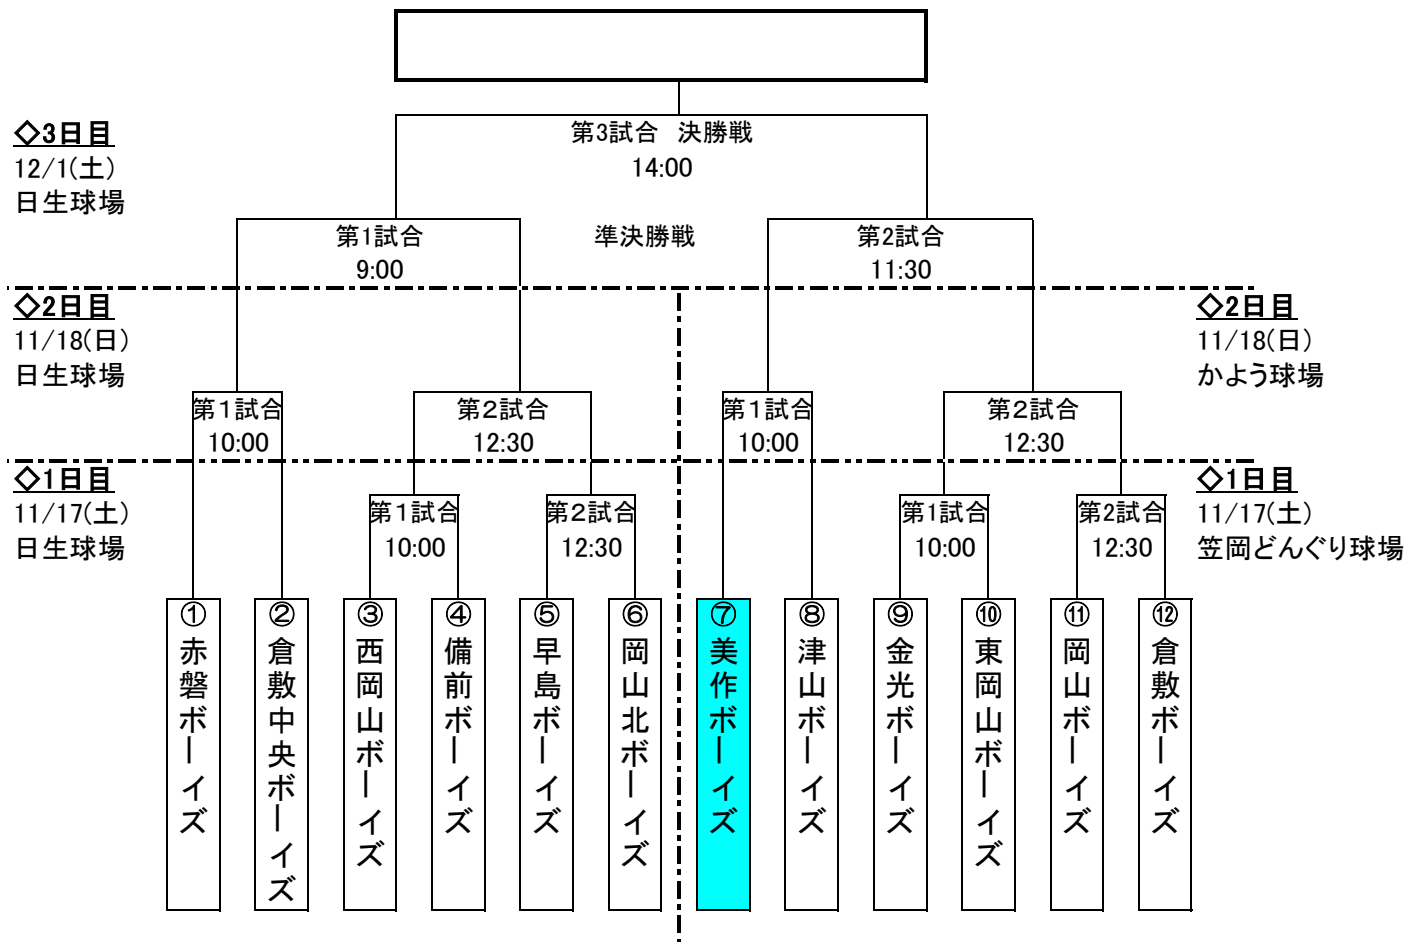 第3試合 決勝戦
14:00
◇3日目
12/1(土)
日生球場
第1試合
9:00
準決勝戦
第2試合
11:30
◇2日目
11/18(日)
日生球場
◇2日目
11/18(日)
かよう球場
第1試合
10:00
第2試合
12:30
第1試合
10:00
第2試合
12:30
◇1日目
11/17(土)
日生球場
◇1日目
11/17(土)
笠岡どんぐり球場
第1試合
10:00
第2試合
12:30
第1試合
10:00
第2試合
12:30
①赤磐ボーイズ
②倉敷中央ボーイズ
③西岡山ボーイズ
④備前ボーイズ
⑤早島ボーイズ
⑥岡山北ボーイズ
⑦美作ボーイズ
⑧津山ボーイズ
⑨金光ボーイズ
⑩東岡山ボーイズ
⑪岡山ボーイズ
⑫倉敷ボーイズ